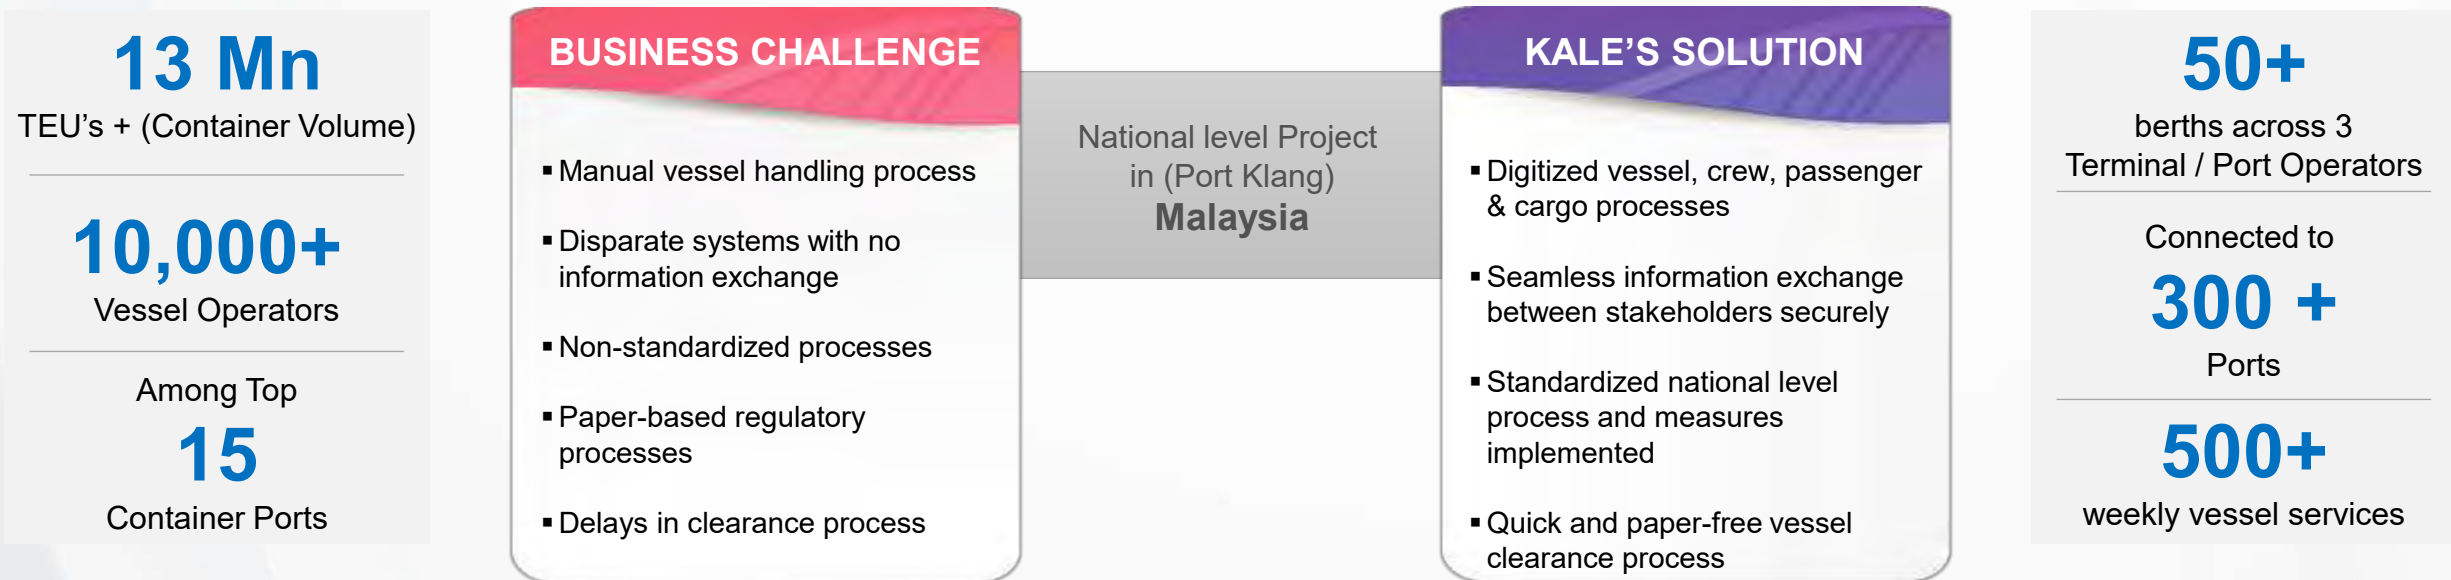 13 Mn
TEU's + (Container Volume)
10,000+
Vessel Operators
Among Top
15
Container Ports
BUSINESS CHALLENGE
▪ Manual vessel handling process
▪ Disparate systems with no
information exchange
▪ Non-standardized processes
▪ Paper-based regulatory
processes
▪ Delays in clearance process
National level Project
in (Port Klang)
Malaysia
KALE'S SOLUTION
▪ Digitized vessel, crew, passenger
& cargo processes
▪ Seamless information exchange
between stakeholders securely
▪ Standardized national level
process and measures
implemented
▪ Quick and paper-free vessel
clearance process
50+
berths across 3
Terminal / Port Operators
Connected to
300 +
Ports
500+
weekly vessel services